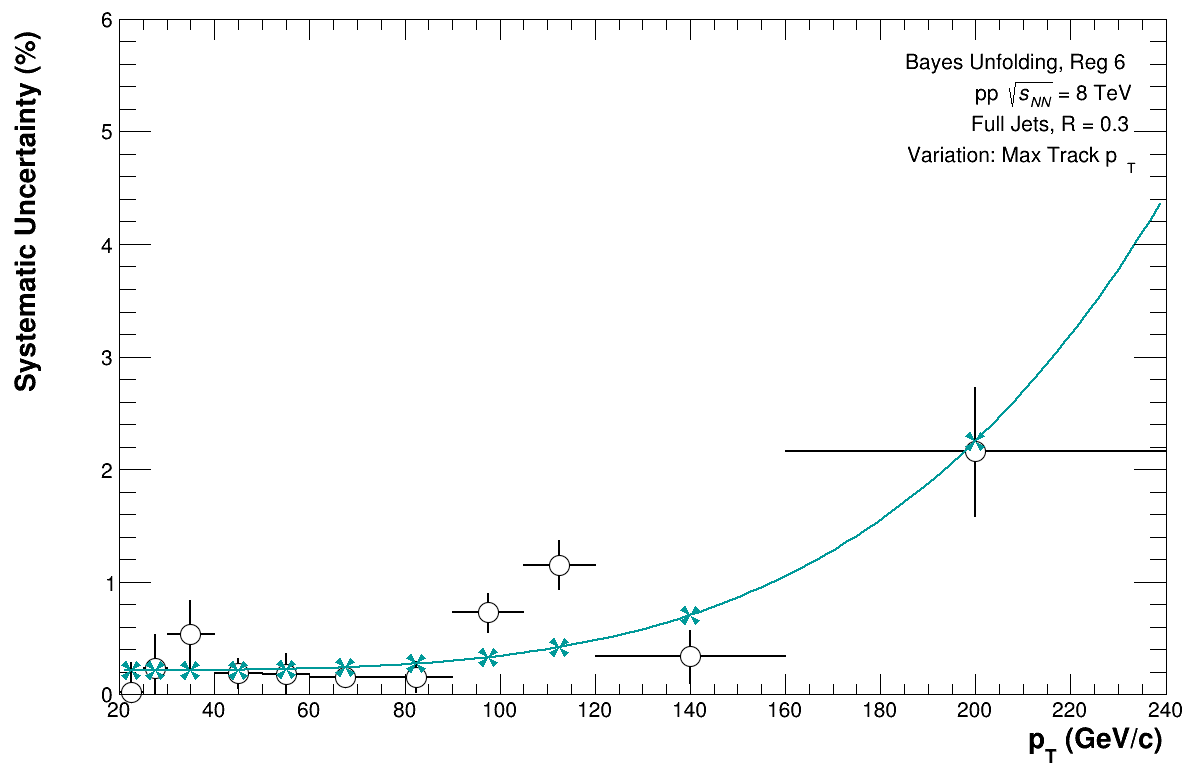 Systematic Uncertainty (%)
6
5
4
3
2
1
0
Bayes Unfolding, Reg 6
pp √s_NN = 8 TeV
Full Jets, R = 0.3
Variation: Max Track p_T
20 40 60 80 100 120 140 160 180 200 220 240
p_T (GeV/c)